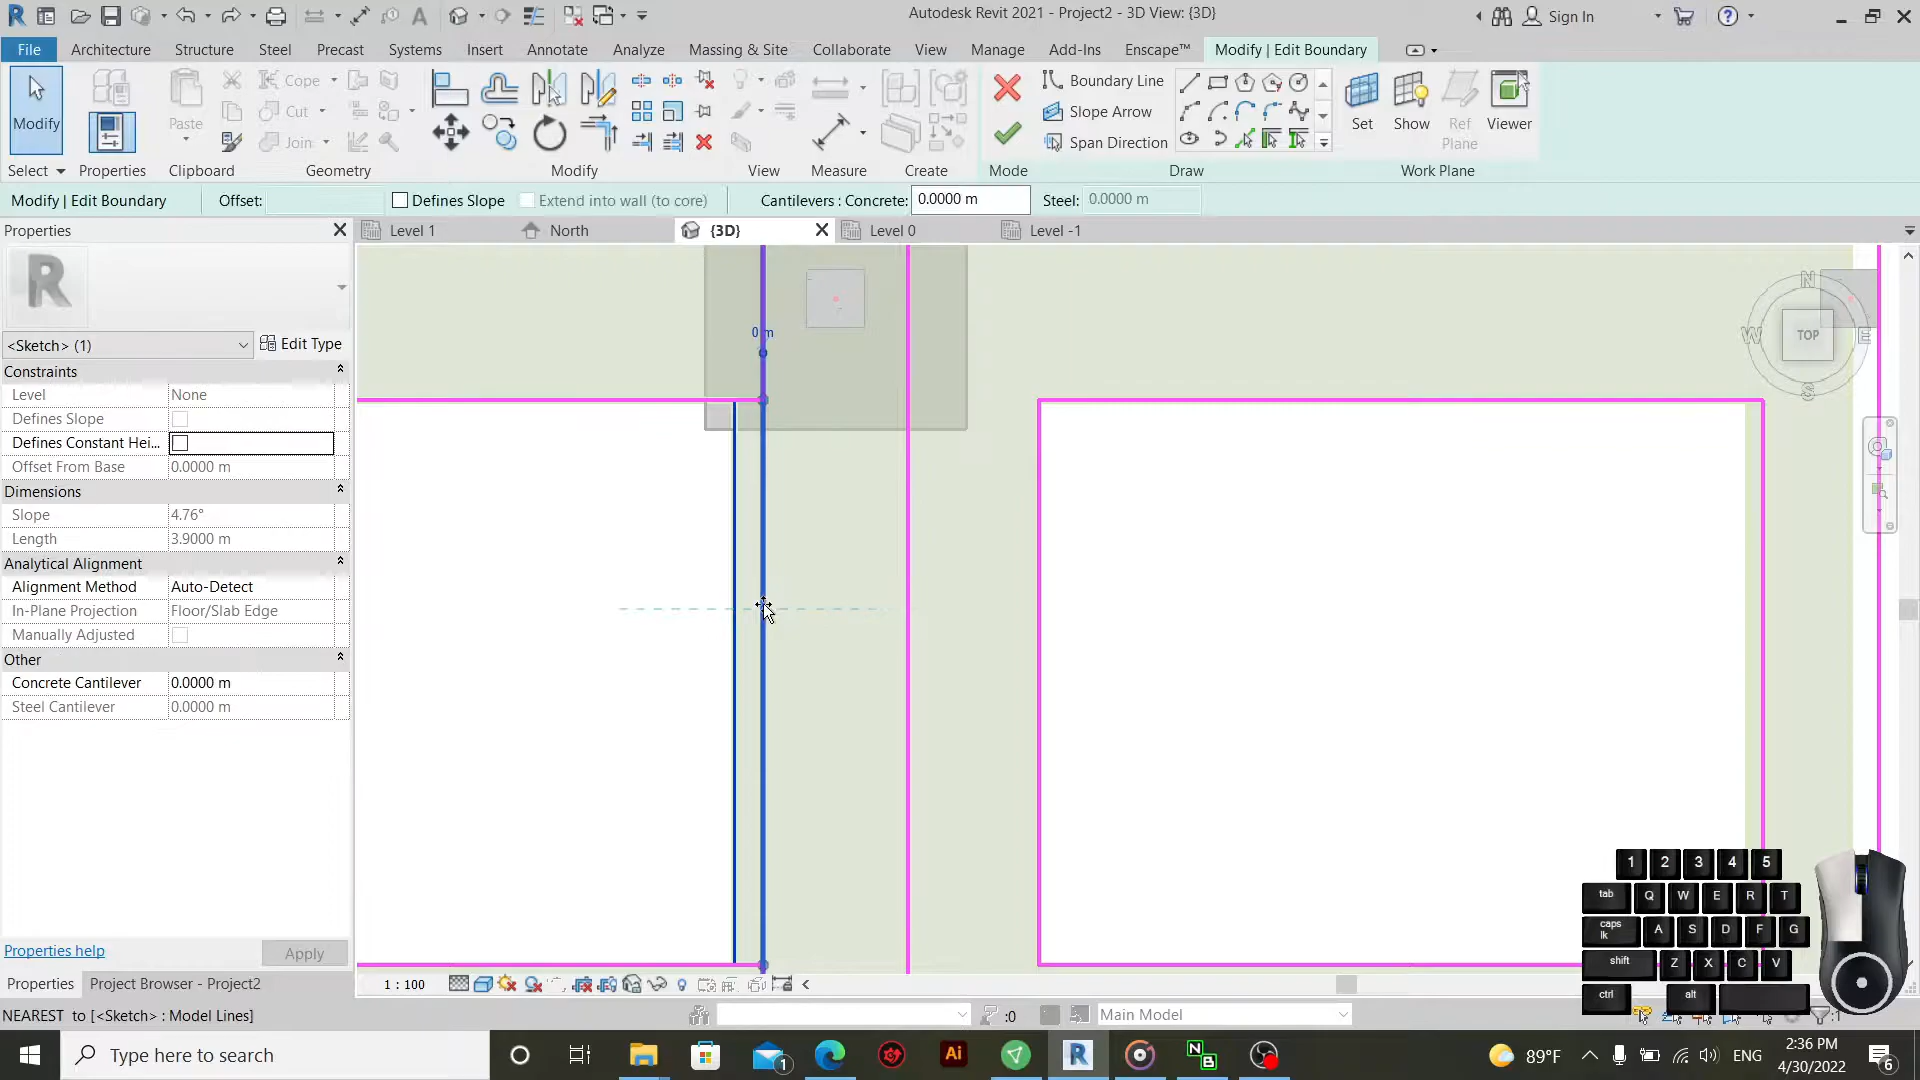 Autodesk Revit 2021 - Project2 - 3D View: {3D}
Sign In
File Architecture Structure Steel Precast Systems Insert Annotate Analyze Massing & Site Collaborate View Manage Add-Ins Enscape™ Modify | Edit Boundary
Modify
Paste
Cope
Cut
Join
Boundary Line
Slope Arrow
Span Direction
Set
Show
Ref
Plane
Viewer
Select Properties Clipboard Geometry Modify View Measure Create Mode Draw Work Plane
Modify | Edit Boundary Offset: Defines Slope Extend into wall (to core) Cantilevers : Concrete: 0.0000 m Steel: 0.0000 m
Properties
Level 1 North {3D} Level 0 Level -1
R
<Sketch> (1) Edit Type
Constraints
Level None
Defines Slope
Defines Constant Hei...
Offset From Base 0.0000 m
Dimensions
Slope 4.76°
Length 3.9000 m
Analytical Alignment
Alignment Method Auto-Detect
In-Plane Projection Floor/Slab Edge
Manually Adjusted
Other
Concrete Cantilever 0.0000 m
Steel Cantilever 0.0000 m
0 m
N
W TOP E
S
Properties help Apply
Properties Project Browser - Project2
1 : 100
NEAREST to [<Sketch> : Model Lines]
:0
Main Model
:1
1 2 3 4 5
tab Q W E R T
caps lk A S D F G
shift Z X C V
ctrl alt
Type here to search
1
Ai
R
N
B
89°F
ENG
2:36 PM
4/30/2022
6